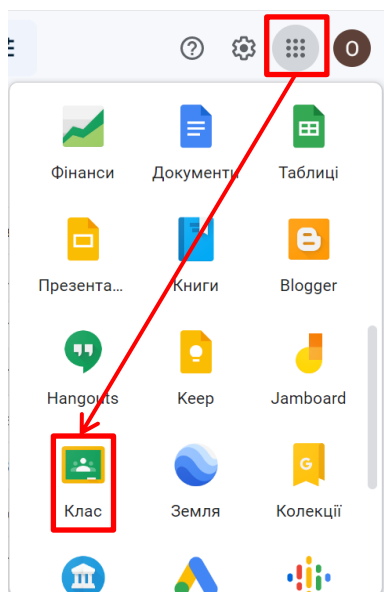 O
Фінанси Документи Таблиці
Презента... Книги Blogger
Hangouts Keep Jamboard
G
Клас Земля Колекції